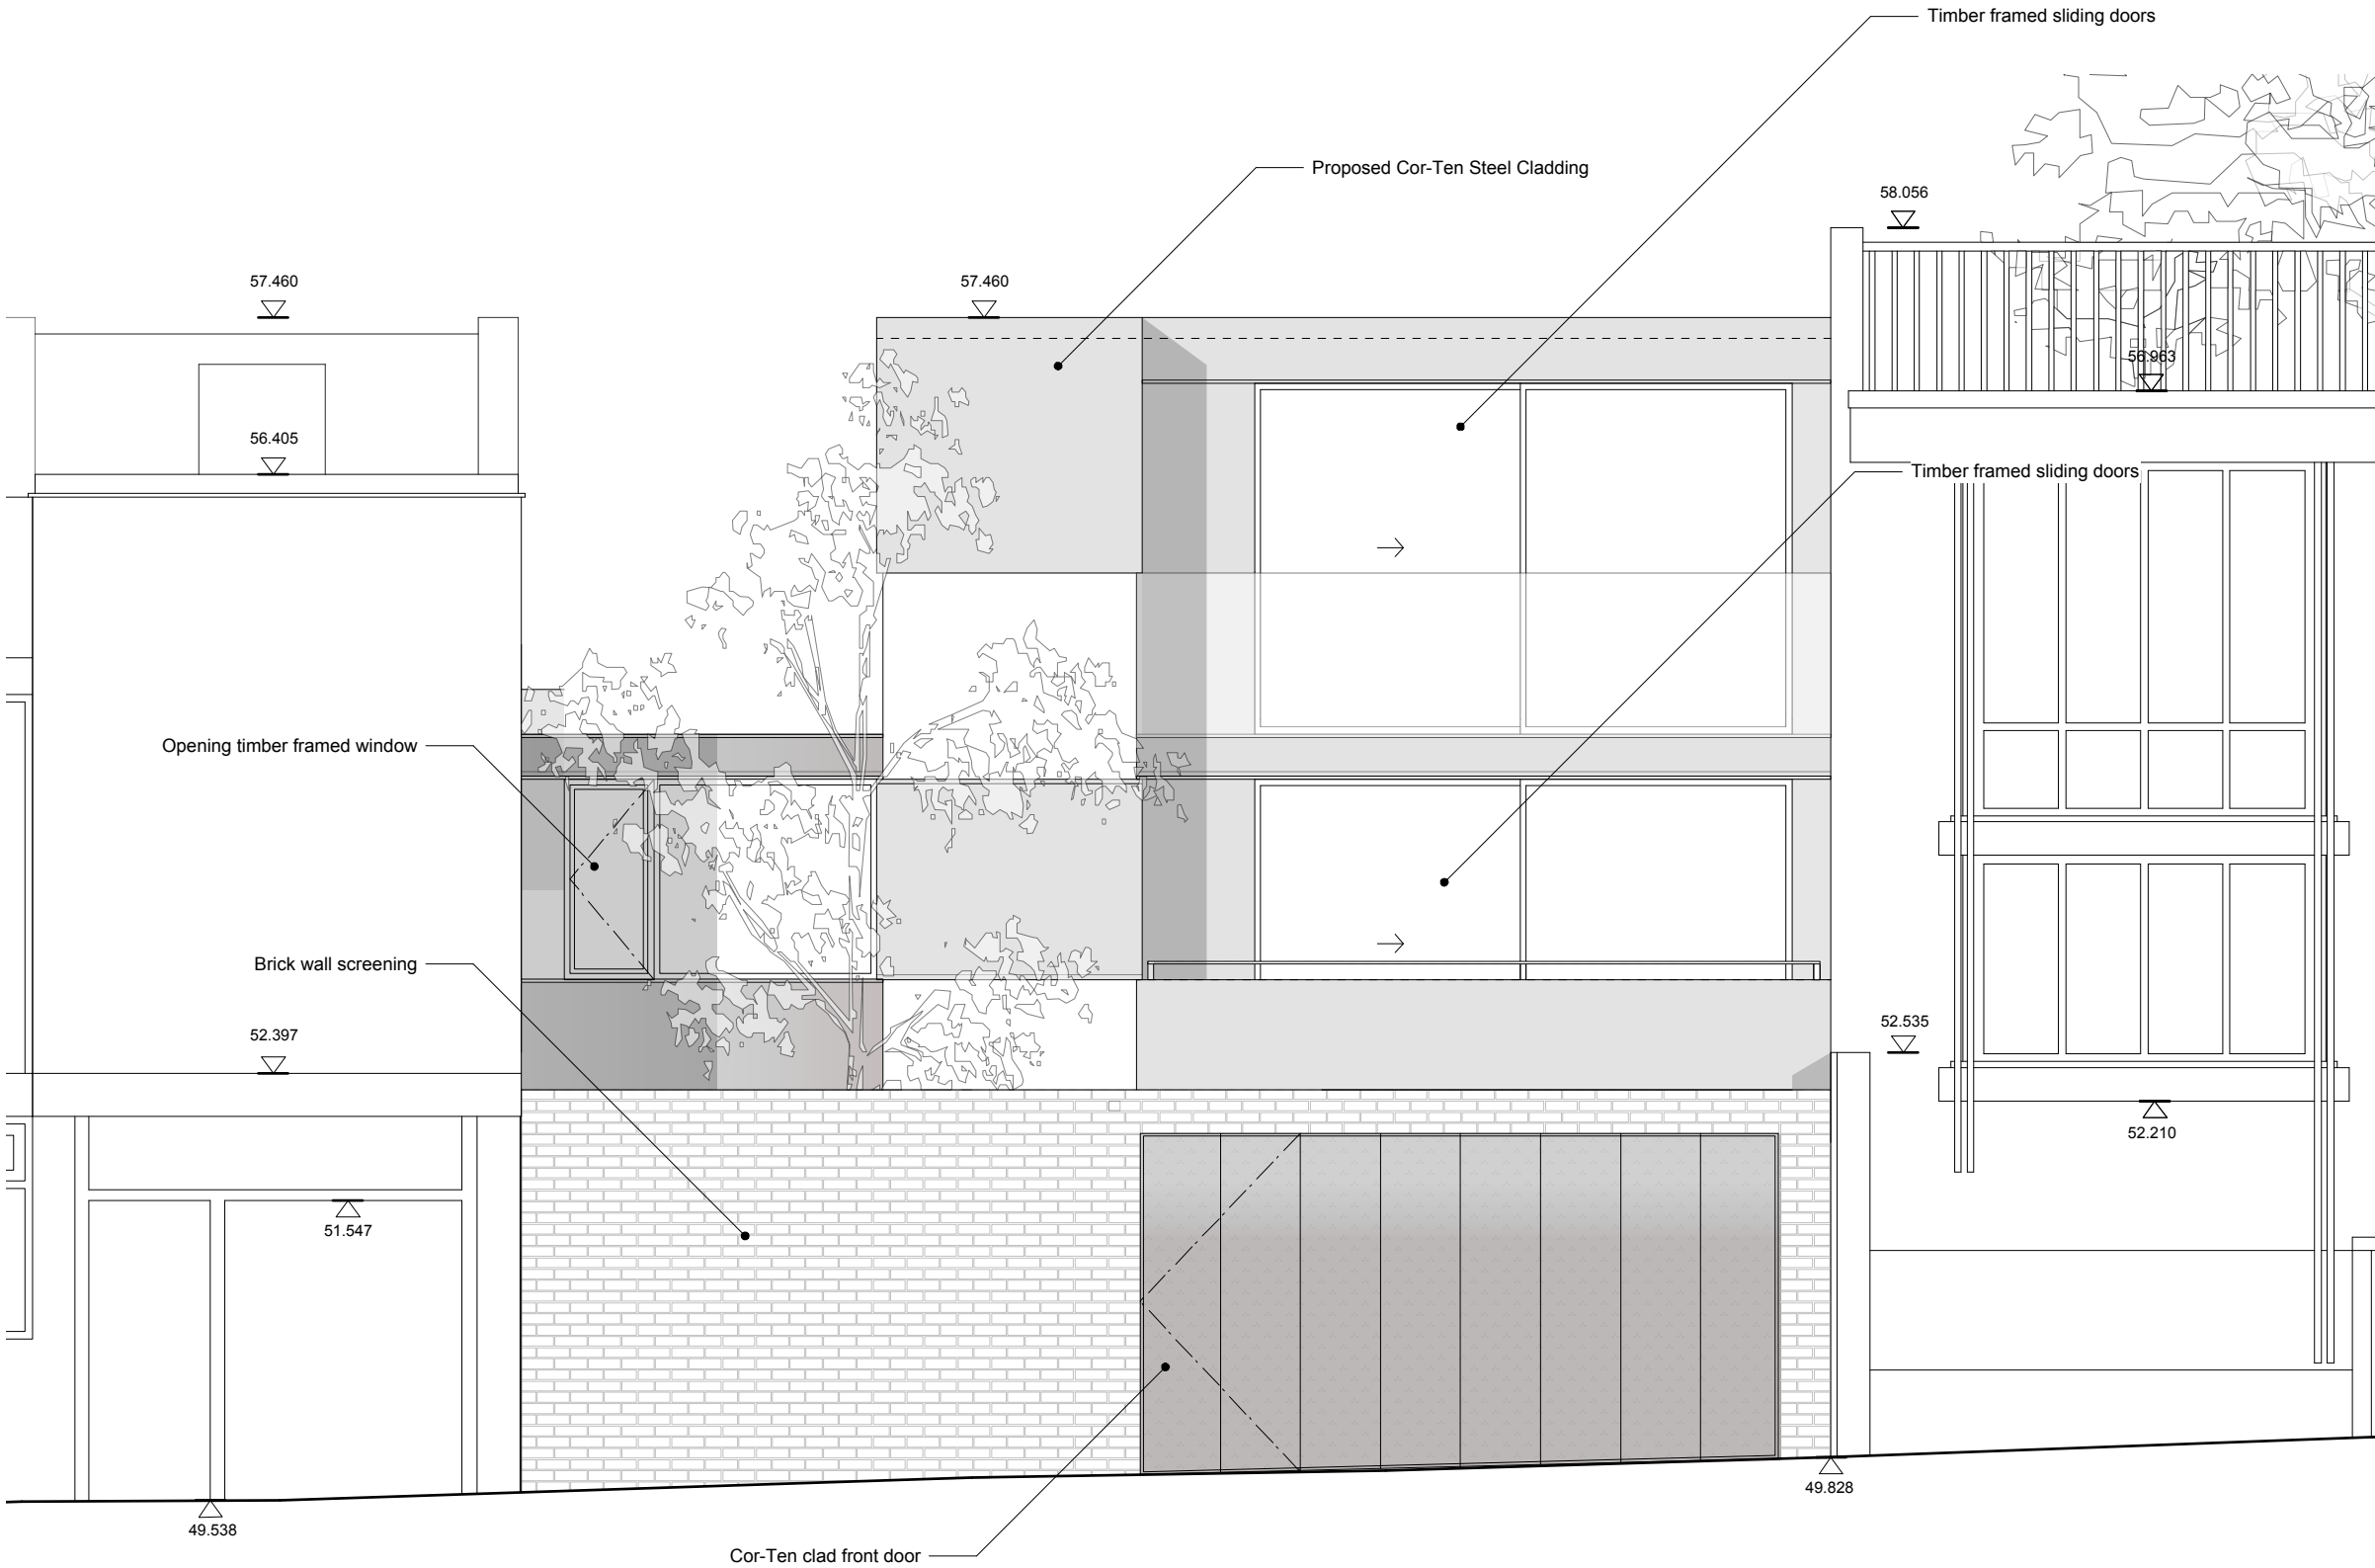 Timber framed sliding doors
Proposed Cor-Ten Steel Cladding
58.056
57.460
57.460
56.963
56.405
Timber framed sliding doors
Opening timber framed window
Brick wall screening
52.535
52.397
52.210
51.547
49.828
49.538
Cor-Ten clad front door